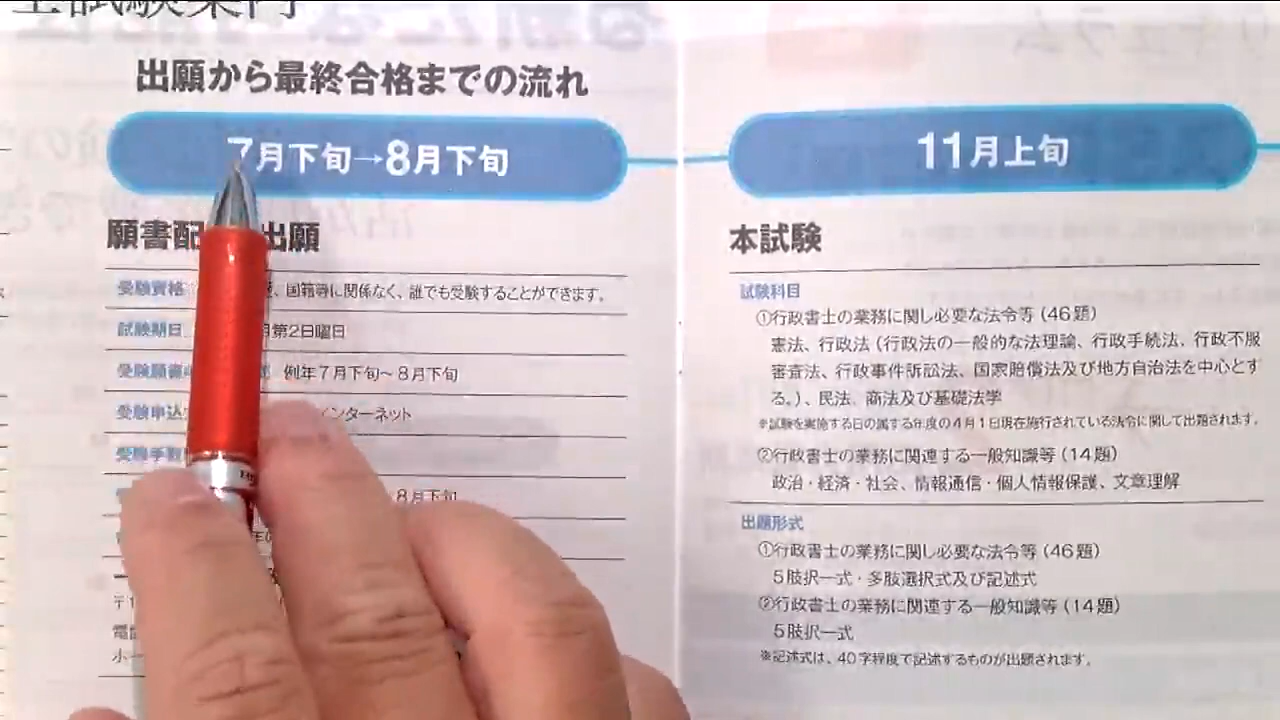 試験案内
出願から最終合格までの流れ
7月下旬→8月下旬
願書配 出願
受験資格 国籍等に関係なく、誰でも受験することができます。
試験期日 第2日曜日
受験願書 例年7月下旬～8月下旬
受験申込 インターネット
受験手数
8月下旬
電話
ホー
11月上旬
本試験
試験科目
①行政書士の業務に関し必要な法令等(46題)
憲法、行政法(行政法の一般的な法理論、行政手続法、行政不服
審査法、行政事件訴訟法、国家賠償法及び地方自治法を中心とす
る。)、民法、商法及び基礎法学
※試験を実施する日の属する年度の4月1日現在施行されている法令に関して出題されます。
②行政書士の業務に関連する一般知識等(14題)
政治・経済・社会、情報通信・個人情報保護、文章理解
出題形式
①行政書士の業務に関し必要な法令等(46題)
5肢択一式・多肢選択式及び記述式
②行政書士の業務に関連する一般知識等(14題)
5肢択一式
※記述式は、40字程度で記述するものが出題されます。